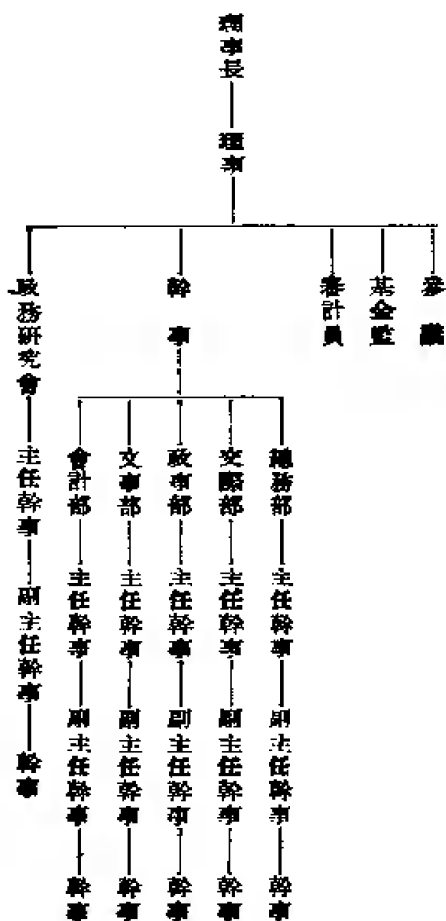 理事長
理事
參議
基金監
審計員
幹事
政務研究會
主任幹事
副主任幹事
幹事
總務部
主任幹事
副主任幹事
幹事
交際部
主任幹事
副主任幹事
幹事
政事部
主任幹事
副主任幹事
幹事
文事部
主任幹事
副主任幹事
幹事
會計部
主任幹事
副主任幹事
幹事